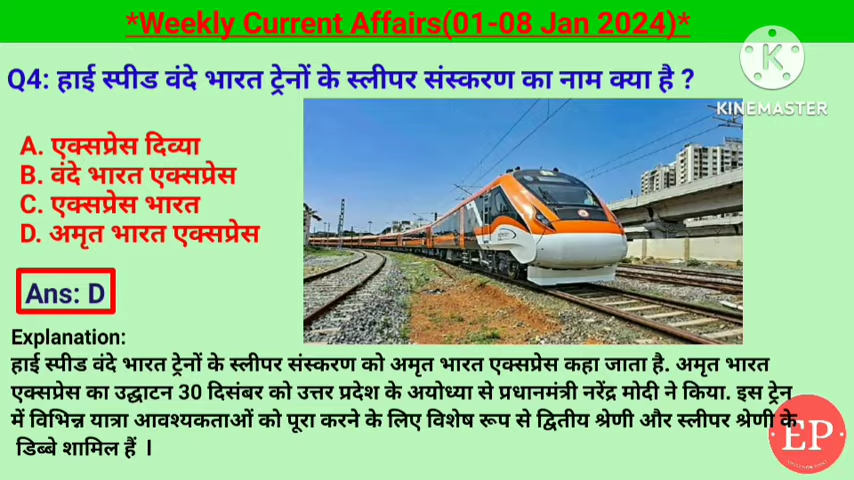 *Weekly Current Affairs(01-08 Jan 2024)*
Q4: हाई स्पीड वंदे भारत ट्रेनों के स्लीपर संस्करण का नाम क्या है ?
KINEMASTER
A. एक्सप्रेस दिव्या
B. वंदे भारत एक्सप्रेस
C. एक्सप्रेस भारत
D. अमृत भारत एक्सप्रेस
Ans: D
Explanation:
हाई स्पीड वंदे भारत ट्रेनों के स्लीपर संस्करण को अमृत भारत एक्सप्रेस कहा जाता है. अमृत भारत
एक्सप्रेस का उद्घाटन 30 दिसंबर को उत्तर प्रदेश के अयोध्या से प्रधानमंत्री नरेंद्र मोदी ने किया. इस ट्रेन
में विभिन्न यात्रा आवश्यकताओं को पूरा करने के लिए विशेष रूप से द्वितीय श्रेणी और स्लीपर श्रेणी के
डिब्बे शामिल हैं ।
EP